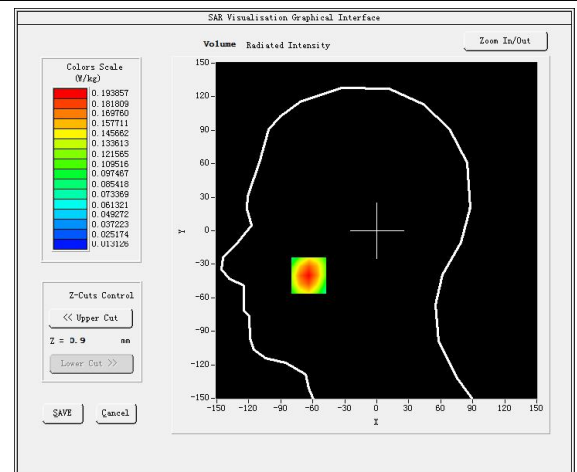 SAR Visualisation Graphical Interface
Volume Radiated Intensity
Zoom In/Out
Colors Scale
(W/kg)
0.193857
0.181809
0.169760
0.157711
0.145662
0.133613
0.121565
0.109516
0.097467
0.085418
0.073369
0.061321
0.049272
0.037223
0.025174
0.013126
Z-Cuts Control
<< Upper Cut
Z = 0.9 mm
Lower Cut >>
SAVE Cancel
150
120
90
60
30
Y 0
-30
-60
-90
-120
-150
-150 -120 -90 -60 -30 0 30 60 90 120 150
X